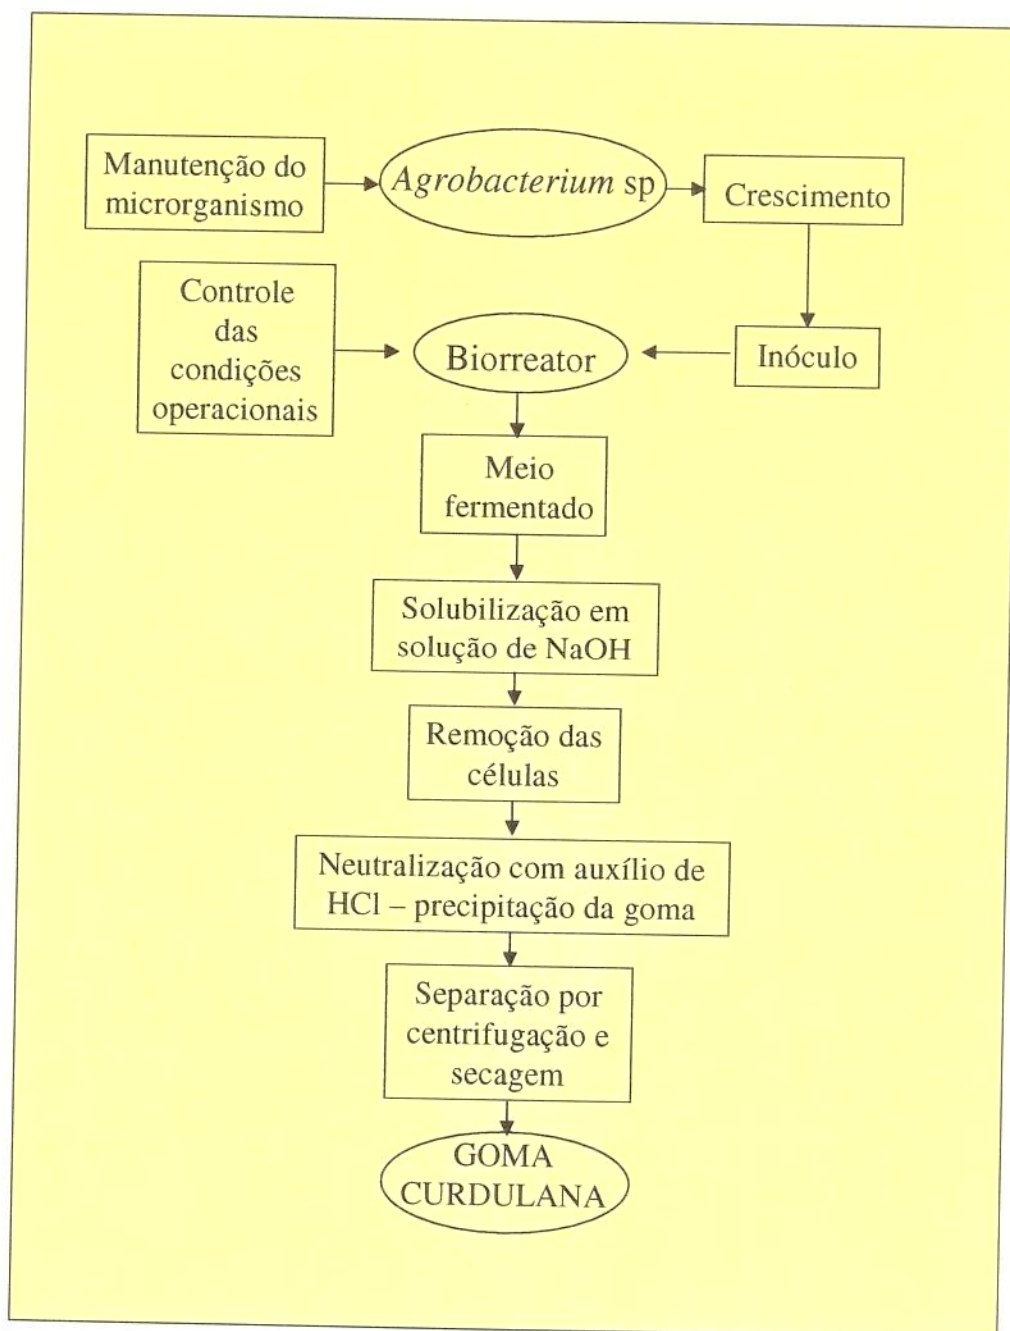 Manutenção do
microrganismo
Agrobacterium sp
Crescimento
Controle
das
condições
operacionais
Biorreator
Inóculo
Meio
fermentado
Solubilização em
solução de NaOH
Remoção das
células
Neutralização com auxílio de
HCl – precipitação da goma
Separação por
centrifugação e
secagem
GOMA
CURDULANA